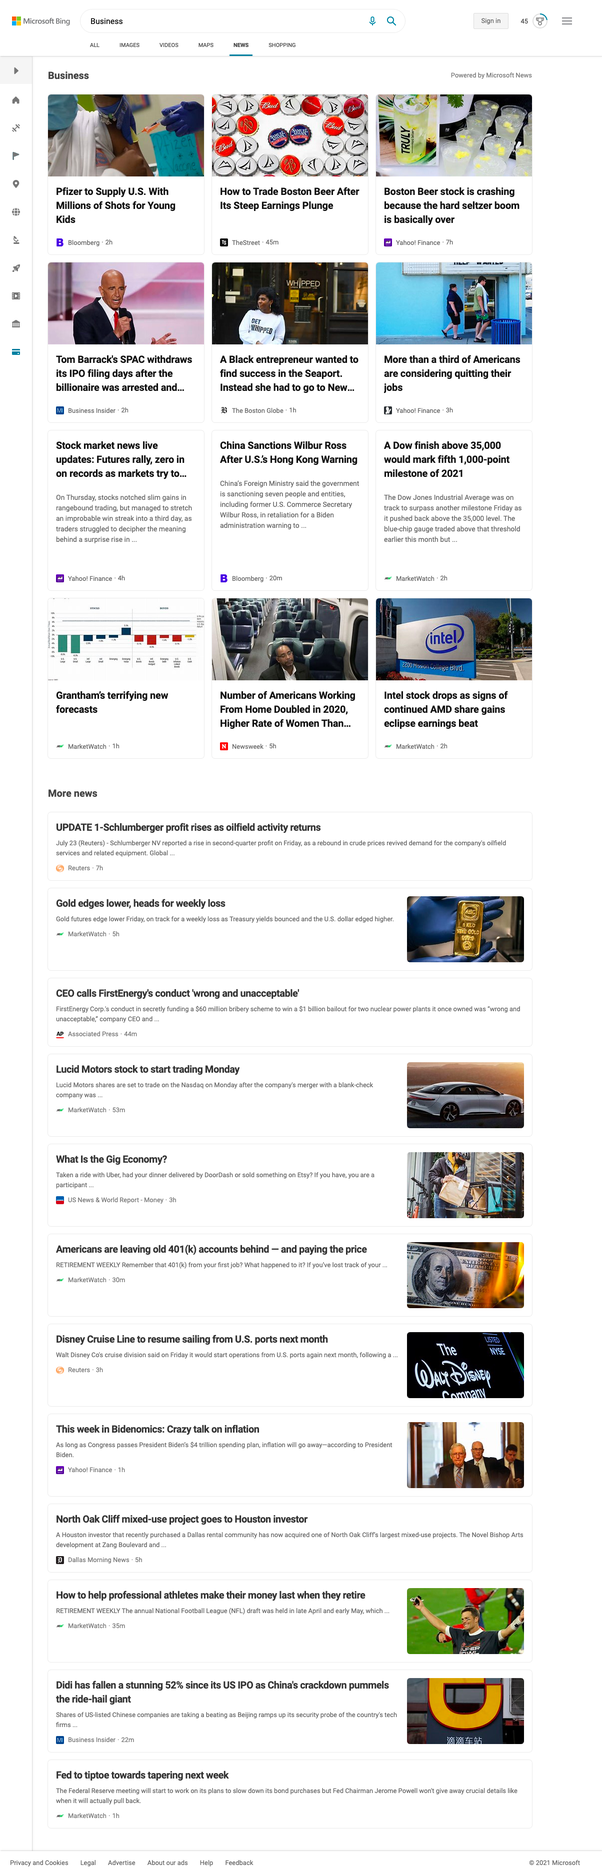 Microsoft Bing
Business
Sign in
45
ALL
IMAGES
VIDEOS
MAPS
NEWS
SHOPPING
Business
Powered by Microsoft News
Pfizer to Supply U.S. With
Millions of Shots for Young
Kids
Bloomberg · 2h
How to Trade Boston Beer After
Its Steep Earnings Plunge
TheStreet · 45m
TRULY
Boston Beer stock is crashing
because the hard seltzer boom
is basically over
Yahoo! Finance · 7h
Tom Barrack's SPAC withdraws
its IPO filing days after the
billionaire was arrested and...
Business Insider · 2h
WHIPPED
GET
WHIPPED
A Black entrepreneur wanted to
find success in the Seaport.
Instead she had to go to New...
The Boston Globe · 1h
HELP WANTED
More than a third of Americans
are considering quitting their
jobs
Yahoo! Finance · 3h
Stock market news live
updates: Futures rally, zero in
on records as markets try to...
On Thursday, stocks notched slim gains in
rangebound trading, but managed to stretch
an improbable win streak into a third day, as
traders struggled to decipher the meaning
behind a surprise rise in ...
Yahoo! Finance · 4h
China Sanctions Wilbur Ross
After U.S.'s Hong Kong Warning
China's Foreign Ministry said the government
is sanctioning seven people and entities,
including former U.S. Commerce Secretary
Wilbur Ross, in retaliation for a Biden
administration warning to ...
Bloomberg · 20m
A Dow finish above 35,000
would mark fifth 1,000-point
milestone of 2021
The Dow Jones Industrial Average was on
track to surpass another milestone Friday as
it pushed back above the 35,000 level. The
blue-chip gauge traded above that threshold
earlier this month but ...
MarketWatch · 2h
Grantham's terrifying new
forecasts
MarketWatch · 1h
Number of Americans Working
From Home Doubled in 2020,
Higher Rate of Women Than...
Newsweek · 5h
intel
2200 Mission College Blvd.
Intel stock drops as signs of
continued AMD share gains
eclipse earnings beat
MarketWatch · 2h
More news
UPDATE 1-Schlumberger profit rises as oilfield activity returns
July 23 (Reuters) - Schlumberger NV reported a rise in second-quarter profit on Friday, as a rebound in crude prices revived demand for the company's oilfield
services and related equipment. Global ...
Reuters · 7h
Gold edges lower, heads for weekly loss
Gold futures edge lower Friday, on track for a weekly loss as Treasury yields bounced and the U.S. dollar edged higher.
MarketWatch · 5h
CEO calls FirstEnergy's conduct 'wrong and unacceptable'
FirstEnergy Corp.'s conduct in secretly funding a $60 million bribery scheme to win a $1 billion bailout for two nuclear power plants it once owned was "wrong and
unacceptable," company CEO and ...
AP Associated Press · 44m
Lucid Motors stock to start trading Monday
Lucid Motors shares are set to trade on the Nasdaq on Monday after the company's merger with a blank-check
company was ...
MarketWatch · 53m
What Is the Gig Economy?
Taken a ride with Uber, had your dinner delivered by DoorDash or sold something on Etsy? If you have, you are a
participant ...
US News & World Report - Money · 3h
Americans are leaving old 401(k) accounts behind — and paying the price
RETIREMENT WEEKLY Remember that 401(k) from your first job? What happened to it? If you've lost track of your ...
MarketWatch · 30m
Disney Cruise Line to resume sailing from U.S. ports next month
Walt Disney Co's cruise division said on Friday it would start operations from U.S. ports again next month, following a ...
Reuters · 3h
LISTED
NYSE
The
Walt Disney
Company
This week in Bidenomics: Crazy talk on inflation
As long as Congress passes President Biden's $4 trillion spending plan, inflation will go away—according to President
Biden.
Yahoo! Finance · 1h
North Oak Cliff mixed-use project goes to Houston investor
A Houston investor that recently purchased a Dallas rental community has now acquired one of North Oak Cliff's largest mixed-use projects. The Novel Bishop Arts
development at Zang Boulevard and ...
Dallas Morning News · 5h
How to help professional athletes make their money last when they retire
RETIREMENT WEEKLY The annual National Football League (NFL) draft was held in late April and early May, which ...
MarketWatch · 35m
Didi has fallen a stunning 52% since its US IPO as China's crackdown pummels
the ride-hail giant
Shares of US-listed Chinese companies are taking a beating as Beijing ramps up its security probe of the country's tech
firms ...
Business Insider · 22m
滴滴车站
Fed to tiptoe towards tapering next week
The Federal Reserve meeting will start to work on its plans to slow down its bond purchases but Fed Chairman Jerome Powell won't give away crucial details like
when it will actually pull back.
MarketWatch · 1h
Privacy and Cookies
Legal
Advertise
About our ads
Help
Feedback
© 2021 Microsoft